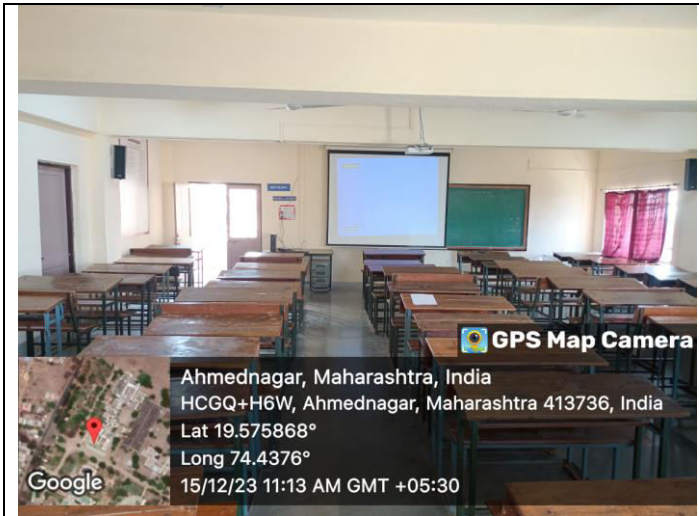 GPS Map Camera
Ahmednagar, Maharashtra, India
HCGQ+H6W, Ahmednagar, Maharashtra 413736, India
Lat 19.575868°
Long 74.4376°
15/12/23 11:13 AM GMT +05:30
Google